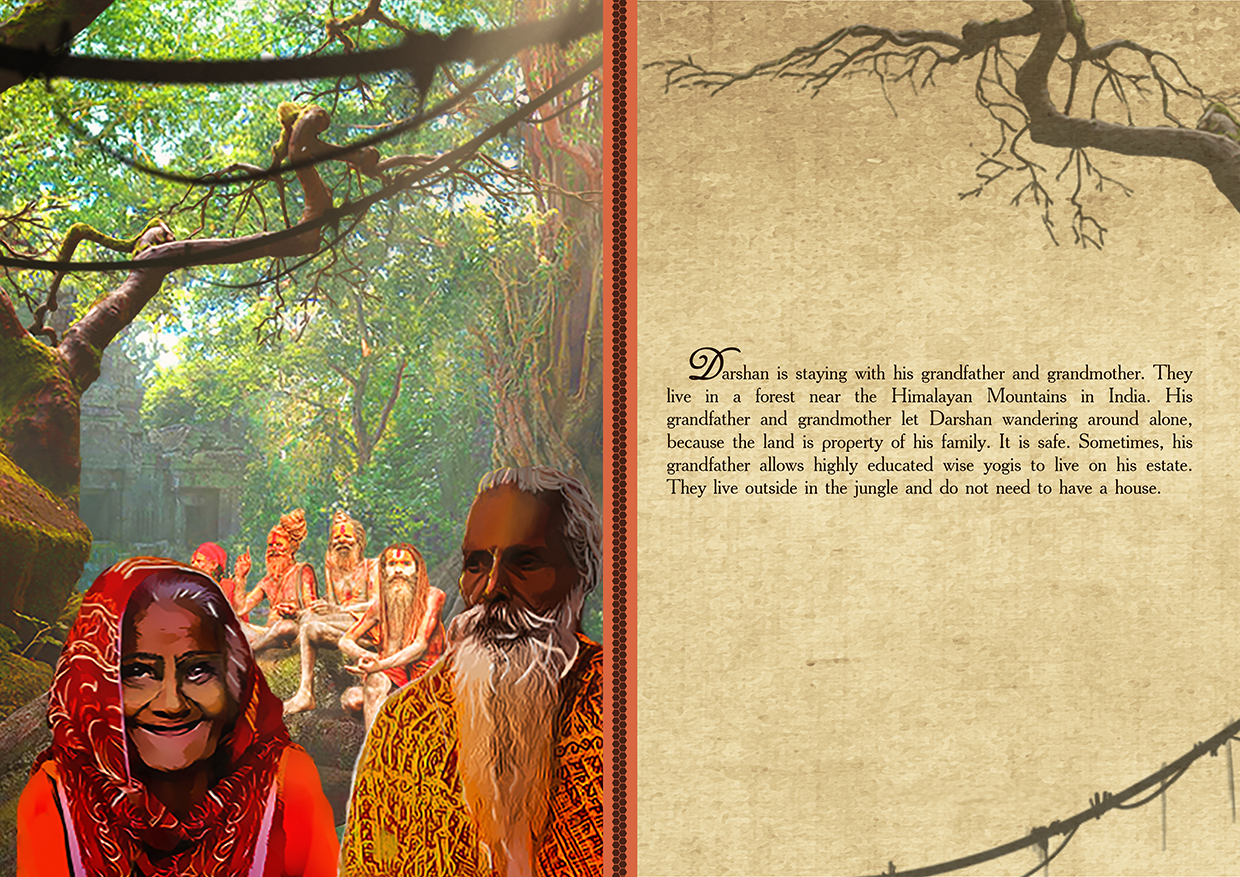 Darshan is staying with his grandfather and grandmother. They
live in a forest near the Himalayan Mountains in India. His
grandfather and grandmother let Darshan wandering around alone,
because the land is property of his family. It is safe. Sometimes, his
grandfather allows highly educated wise yogis to live on his estate.
They live outside in the jungle and do not need to have a house.